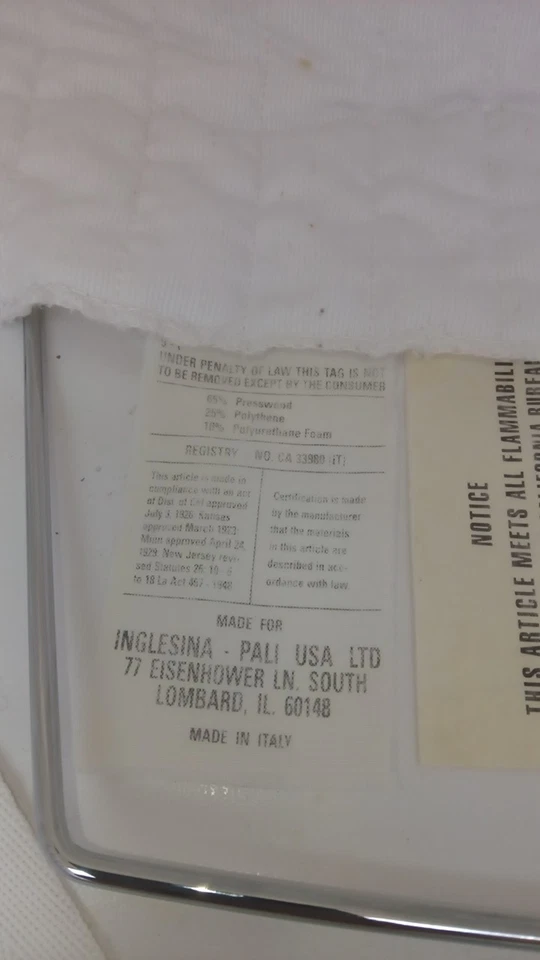 UNDER PENALTY OF LAW THIS TAG IS NOT
TO BE REMOVED EXCEPT BY THE CONSUMER
65% Presswood
25% Polythene
10% Polyurethane Foam
REGISTRY NO. CA 33980 (IT)
This article is made in
compliance with an act
of Dist. of Col approved
July 3, 1926; Kansas
approved March 1923;
Minn approved April 24,
1929. New Jersey revi-
sed Statutes 26: 10 - 6
to 18 La Act 467 - 1948
Certification is made
by the manufacturer
that the materials
in this article are
described in acc-
ordance with law.
MADE FOR
INGLESINA - PALI USA LTD
77 EISENHOWER LN. SOUTH
LOMBARD, IL. 60148
MADE IN ITALY
NOTICE
THIS ARTICLE MEETS ALL FLAMMABILI